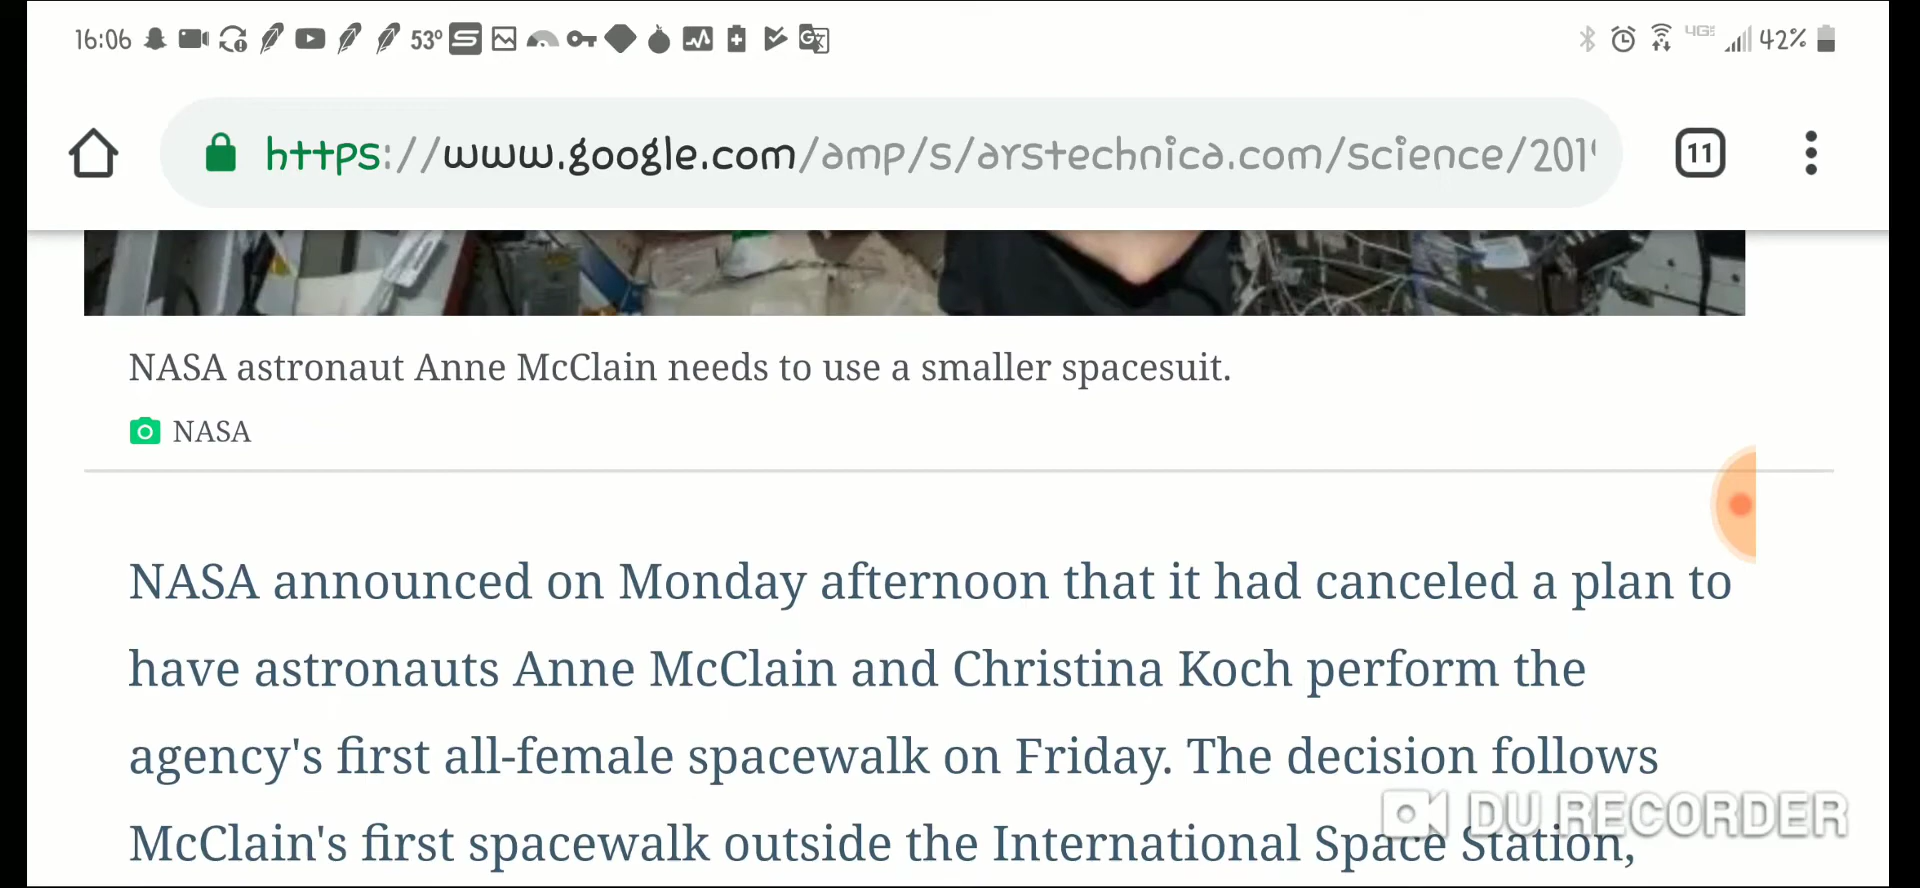 16:06 53° 4G 42%
https://www.google.com/amp/s/arstechnica.com/science/201
11
NASA astronaut Anne McClain needs to use a smaller spacesuit.
NASA
NASA announced on Monday afternoon that it had canceled a plan to
have astronauts Anne McClain and Christina Koch perform the
agency's first all-female spacewalk on Friday. The decision follows
McClain's first spacewalk outside the International Space Station,
DU RECORDER